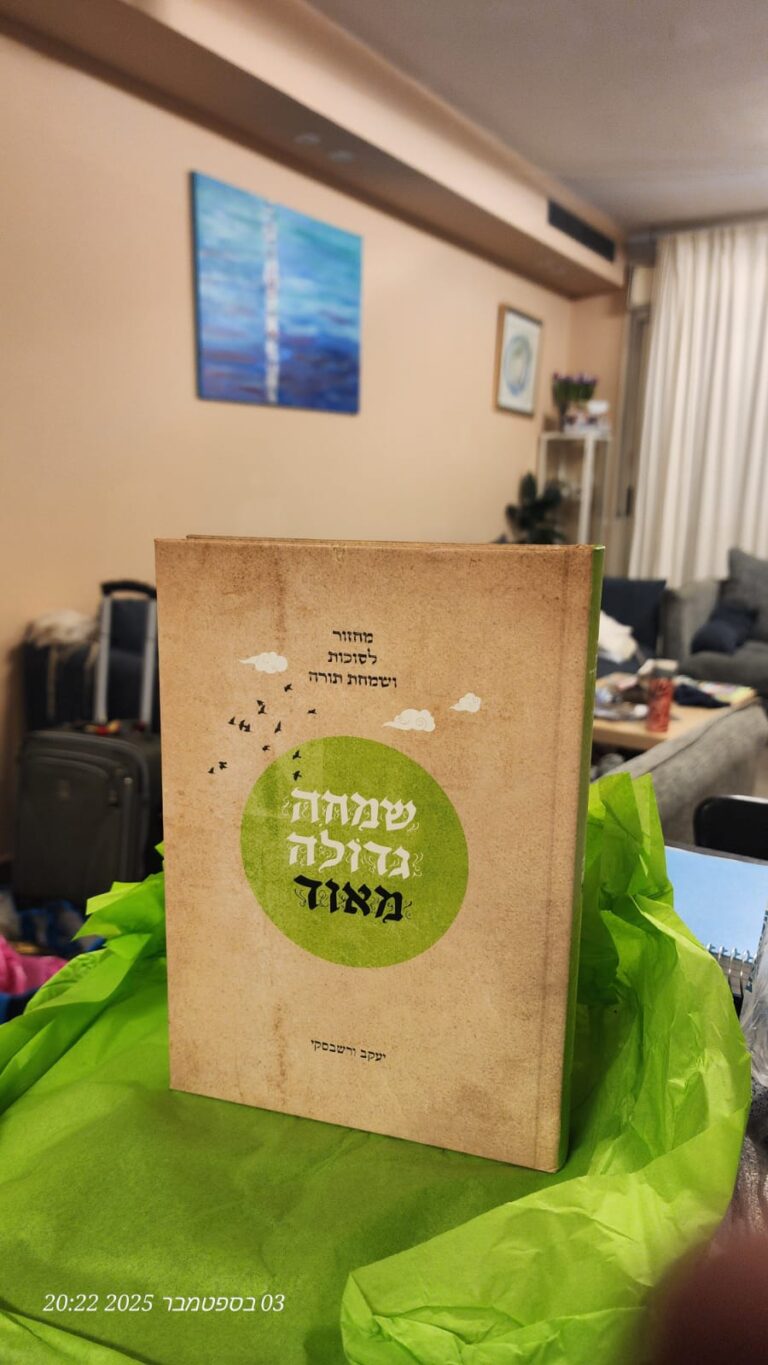 מחזור
לסוכות
ושמחת תורה
שמחה
גדולה
מאוד
יעקב ורשבסקי
03 בספטמבר 2025 20:22